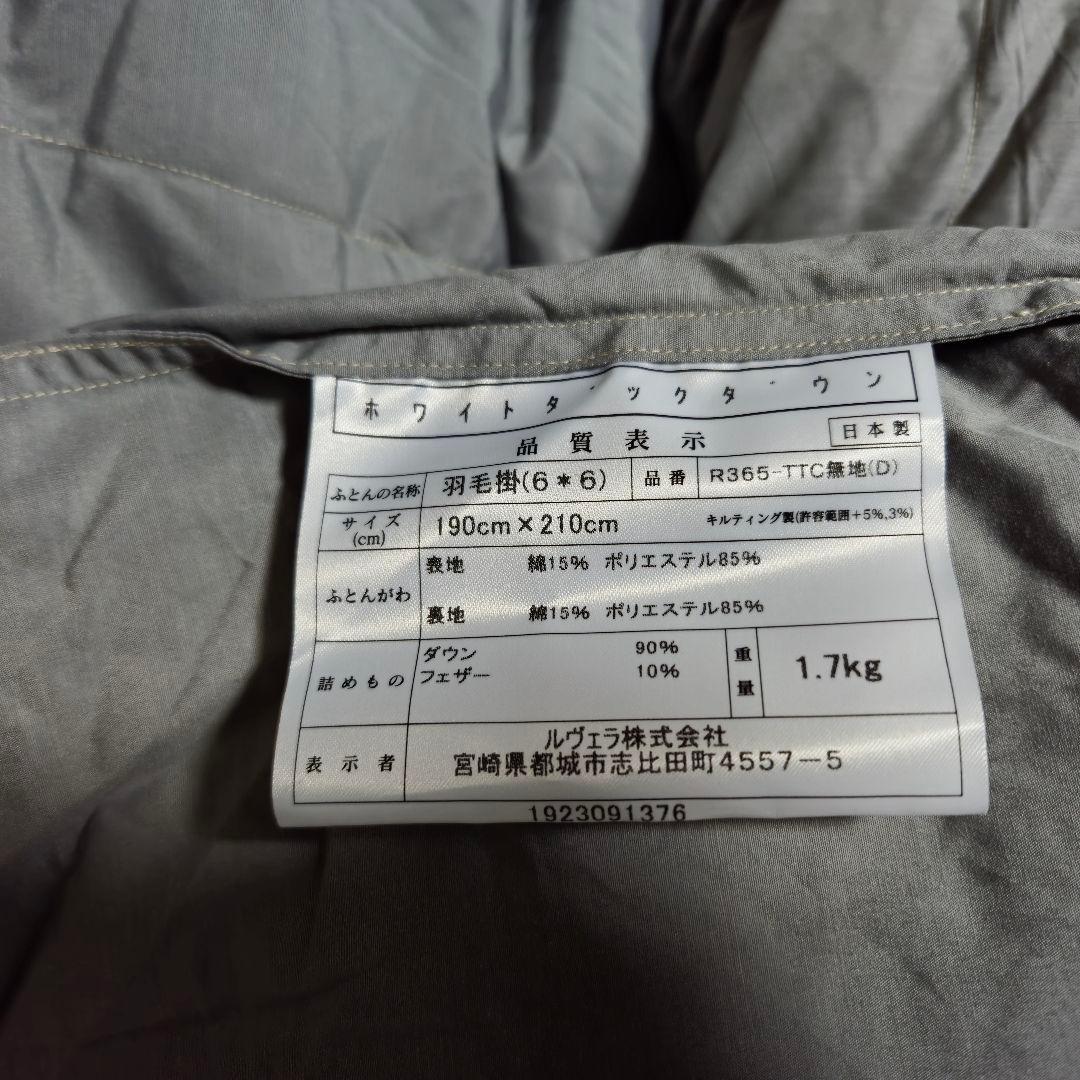 ホワイトダックダウン
品質表示 日本製
ふとんの名称 羽毛掛(6*6) 品番 R365-TTC無地(D)
サイズ(cm) 190cm×210cm キルティング製(許容範囲+5%,3%)
ふとんがわ 表地 綿15% ポリエステル85%
裏地 綿15% ポリエステル85%
詰めもの ダウン 90% 重量 1.7kg
フェザー 10%
表示者 ルヴェラ株式会社
宮崎県都城市志比田町4557-5
1923091376